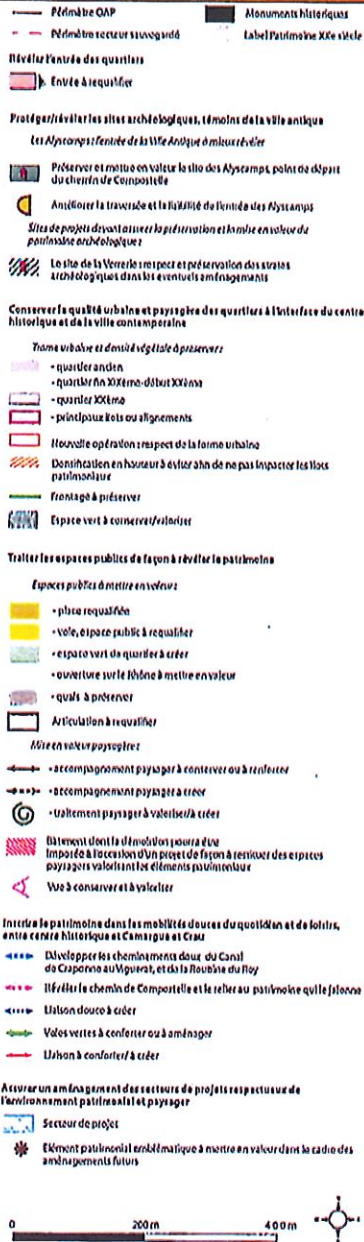 Périmètre OAP
Monuments historiques
Périmètre secteur sauvegardé
Label Patrimoine XXe siècle
Révéler l'entrée des quartiers
Entrée à requalifier
Protéger/révéler les sites archéologiques, témoins de la ville antique
Les Alyscamps : l'entrée de la Ville Antique à mieux révéler
Préserver et mettre en valeur le site des Alyscamps, point de départ
du chemin de Compostelle
Améliorer la traversée et la lisibilité de l'entrée des Alyscamps
Sites de projets devant assurer la préservation et la mise en valeur du
patrimoine archéologique :
Le site de la Verrerie : respect et préservation des strates
archéologiques dans les éventuels aménagements
Conserver la qualité urbaine et paysagère des quartiers à l'interface du centre
historique et de la ville contemporaine
Trame urbaine et densité végétale à préserver :
- quartier ancien
- quartier fin XIXème-début XXème
- quartier XXème
- principaux îlots ou alignements
Nouvelle opération : respect de la forme urbaine
Densification en hauteur à éviter afin de ne pas impacter les îlots
patrimoniaux
Frontage à préserver
Espace vert à conserver/valoriser
Traiter les espaces publics de façon à révéler le patrimoine
Espaces publics à mettre en valeur :
- place requalifiée
- voie, espace public à requalifier
- espace vert de quartier à créer
- ouverture sur le Rhône à mettre en valeur
- quais à préserver
Articulation à requalifier
Mise en valeur paysagère :
- accompagnement paysager à conserver ou à renforcer
- accompagnement paysager à créer
- traitement paysager à valoriser/à créer
Bâtiment dont la démolition pourra être
imposée à l'occasion d'un projet de façon à restituer des espaces
paysagers valorisant les éléments patrimoniaux
Vue à conserver et à valoriser
Inscrire le patrimoine dans les mobilités douces du quotidien et de loisirs,
entre centre historique et Camargue et Crau
Développer les cheminements doux du Canal
de Craponne au Vigueirat, et de la Roubine du Roy
Révéler le chemin de Compostelle et le relier au patrimoine qui le jalonne
Liaison douce à créer
Voies vertes à conforter ou à aménager
Liaison à conforter/à créer
Assurer un aménagement des secteurs de projets respectueux de
l'environnement patrimonial et paysager
Secteur de projet
Elément patrimonial emblématique à mettre en valeur dans le cadre des
aménagements futurs
0 200 m 400 m